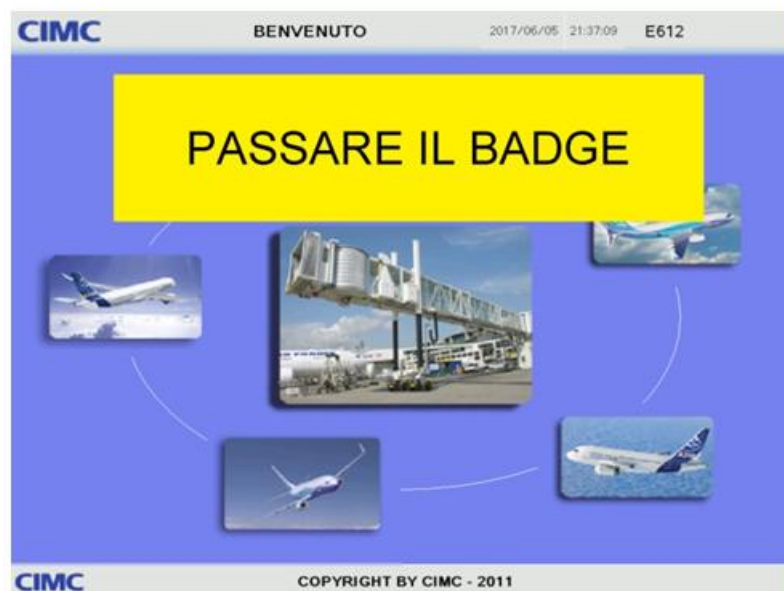 CIMC
BENVENUTO
2017/06/05 21:37:09
E612
PASSARE IL BADGE
CIMC
COPYRIGHT BY CIMC - 2011